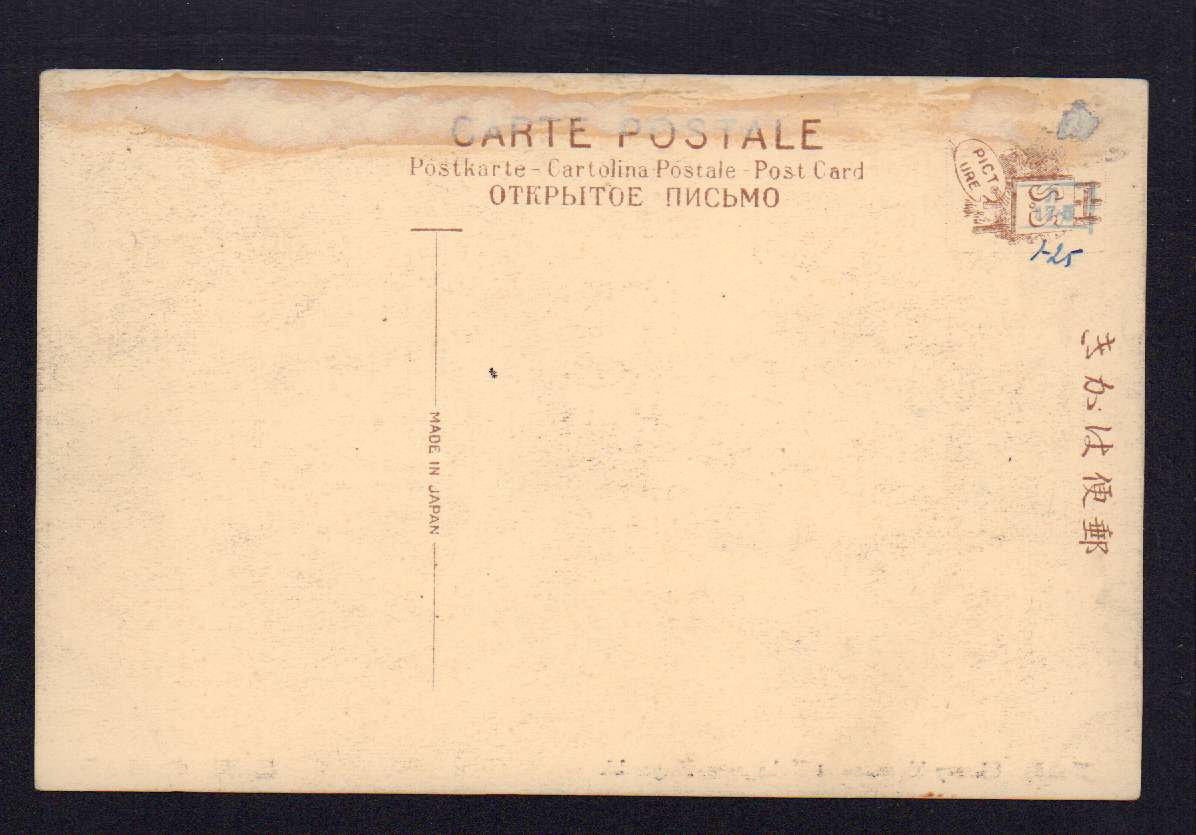 CARTE POSTALE
Postkarte - Cartolina Postale - Post Card
ОТКРЫТОЕ ПИСЬМО
PICT
URE
1-25
MADE IN JAPAN
きかは便郵